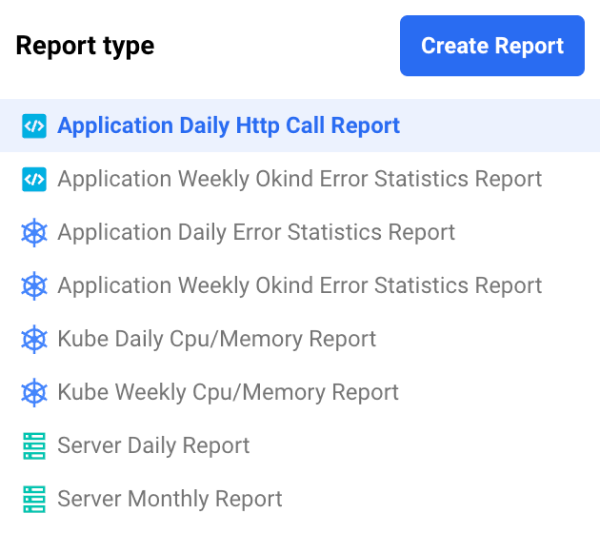 Report type
Create Report
Application Daily Http Call Report
Application Weekly Okind Error Statistics Report
Application Daily Error Statistics Report
Application Weekly Okind Error Statistics Report
Kube Daily Cpu/Memory Report
Kube Weekly Cpu/Memory Report
Server Daily Report
Server Monthly Report